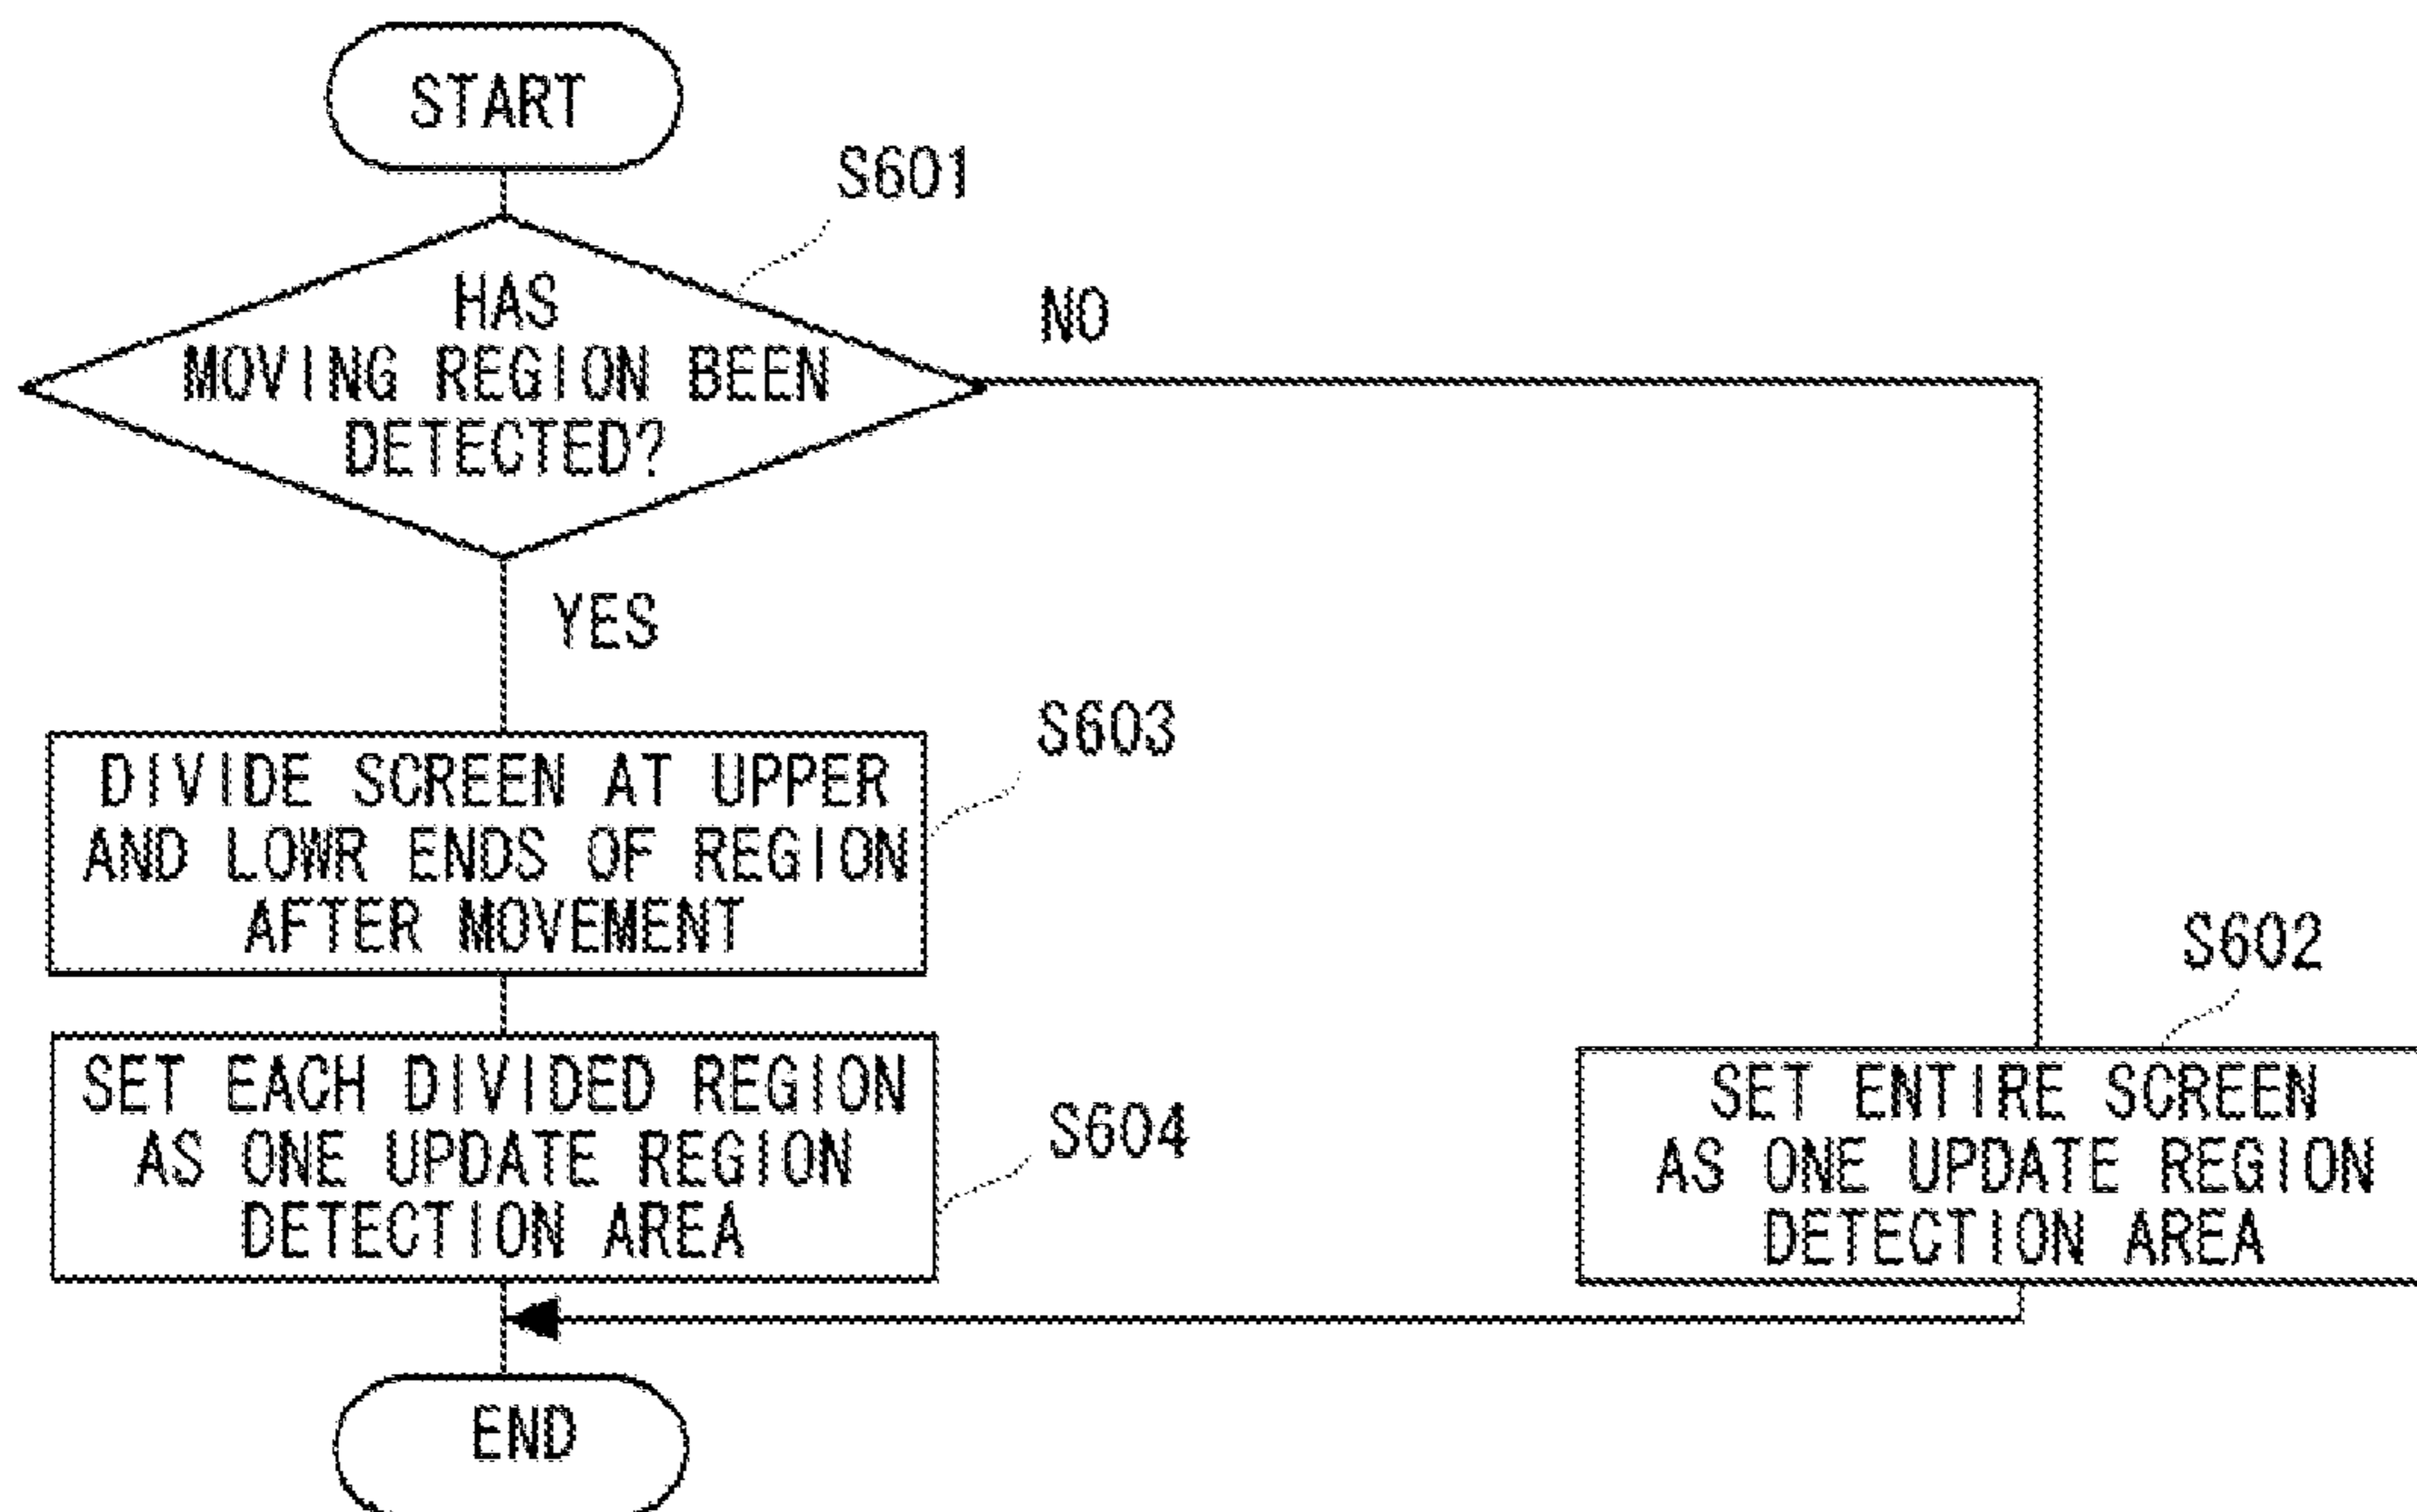 START
S601
HAS
MOVING REGION BEEN
DETECTED?
NO
YES
S603
DIVIDE SCREEN AT UPPER
AND LOWR ENDS OF REGION
AFTER MOVEMENT
S602
SET EACH DIVIDED REGION
AS ONE UPDATE REGION
DETECTION AREA
S604
SET ENTIRE SCREEN
AS ONE UPDATE REGION
DETECTION AREA
END